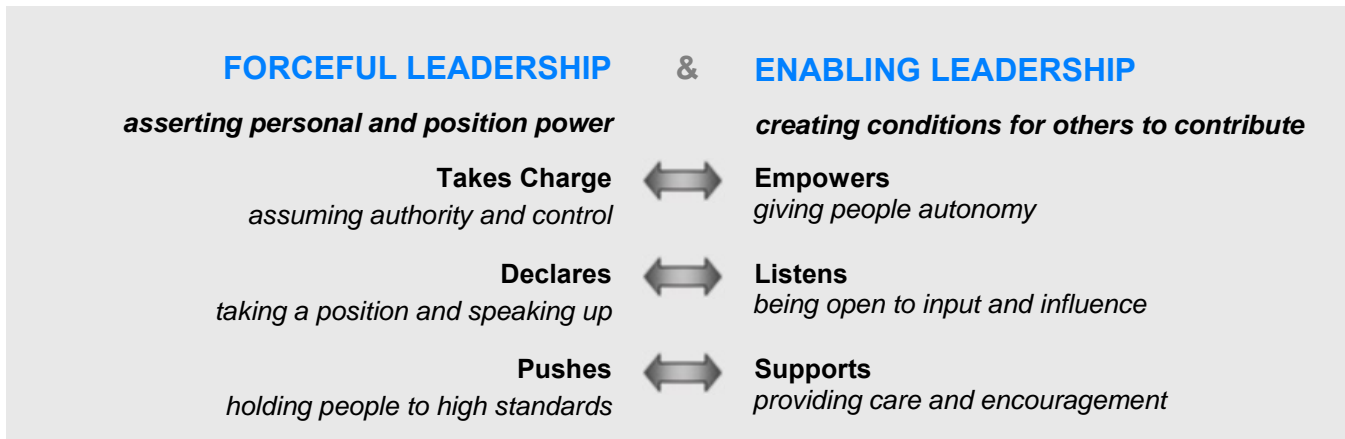 FORCEFUL LEADERSHIP & ENABLING LEADERSHIP
asserting personal and position power creating conditions for others to contribute
Takes Charge Empowers
assuming authority and control giving people autonomy
Declares Listens
taking a position and speaking up being open to input and influence
Pushes Supports
holding people to high standards providing care and encouragement